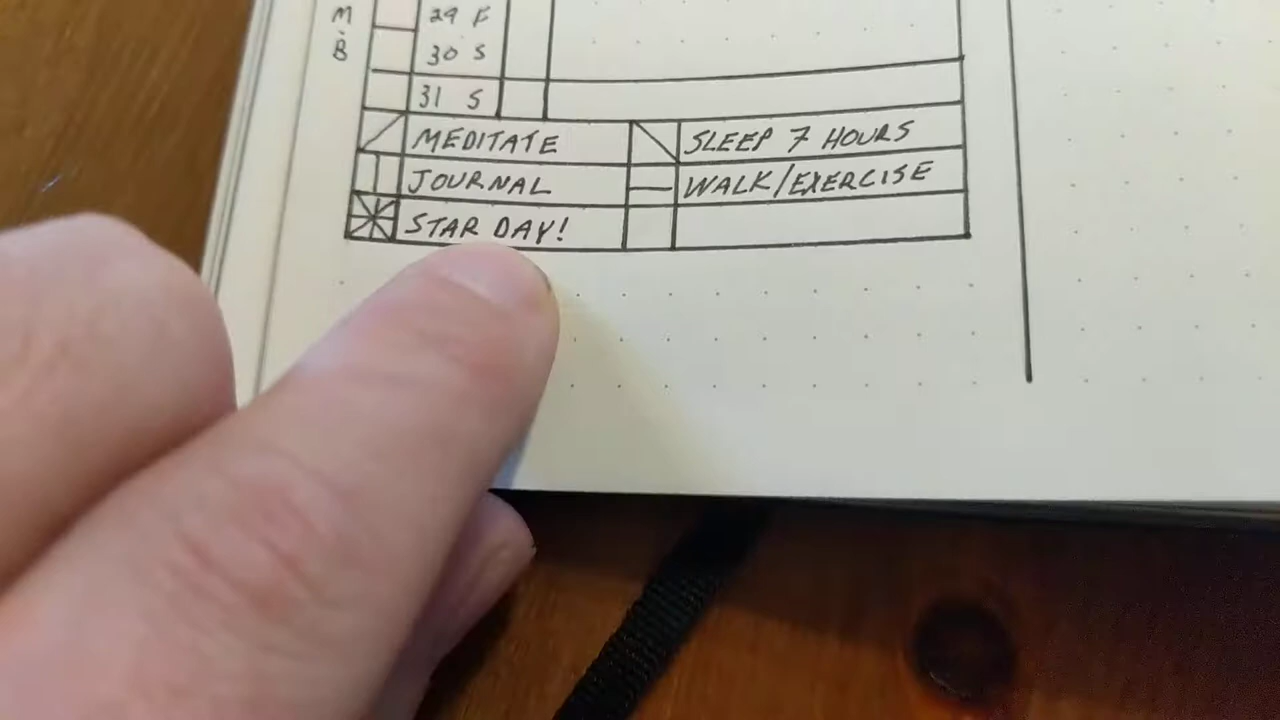 M 29 F
B 30 S
31 S
MEDITATE SLEEP 7 HOURS
JOURNAL WALK/EXERCISE
STAR DAY!